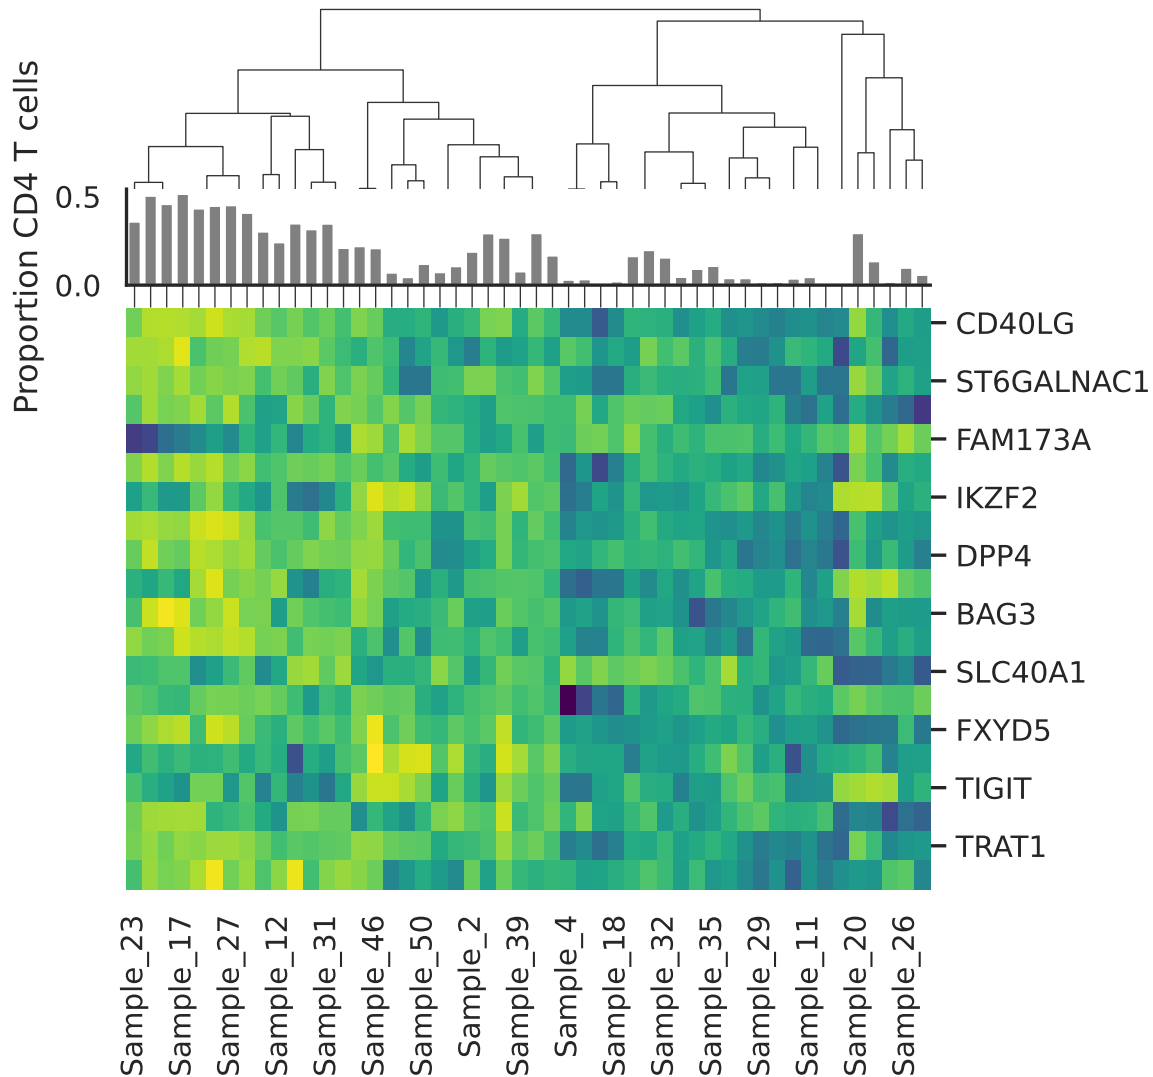 Proportion CD4 T cells
0.5
0.0
CD40LG
ST6GALNAC1
FAM173A
IKZF2
DPP4
BAG3
SLC40A1
FXYD5
TIGIT
TRAT1
Sample_23
Sample_17
Sample_27
Sample_12
Sample_31
Sample_46
Sample_50
Sample_2
Sample_39
Sample_4
Sample_18
Sample_32
Sample_35
Sample_29
Sample_11
Sample_20
Sample_26